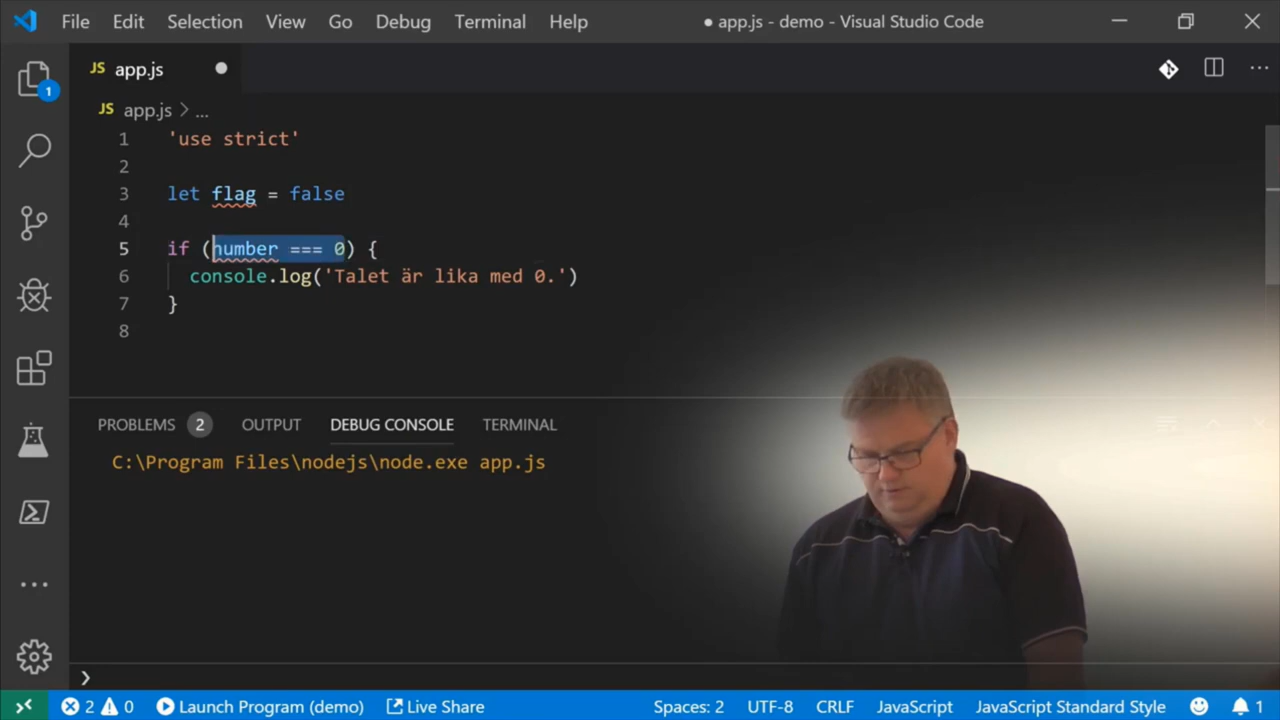 File Edit Selection View Go Debug Terminal Help ● app.js - demo - Visual Studio Code
1
JS app.js ●
JS app.js > ...
1 'use strict'
2
3 let flag = false
4
5 if (number === 0) {
6 console.log('Talet är lika med 0.')
7 }
8
PROBLEMS 2 OUTPUT DEBUG CONSOLE TERMINAL
C:\Program Files\nodejs\node.exe app.js
2 0 Launch Program (demo) Live Share Spaces: 2 UTF-8 CRLF JavaScript JavaScript Standard Style 1